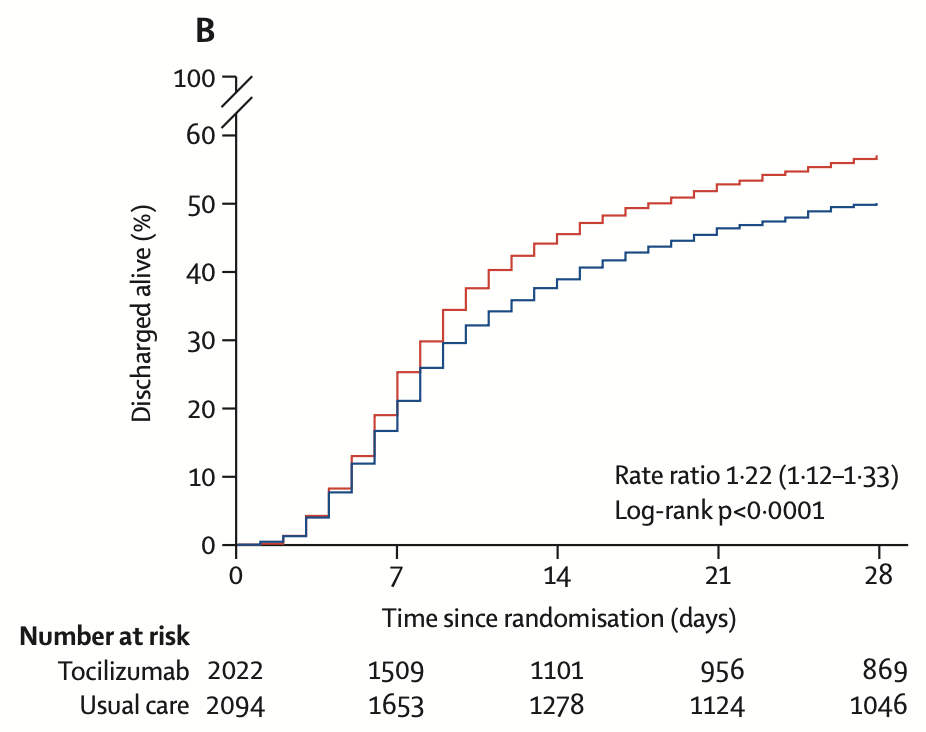 B
100
60
50
40
30
20
10
0
Discharged alive (%)
Rate ratio 1·22 (1·12–1·33)
Log-rank p<0·0001
0 7 14 21 28
Time since randomisation (days)
Number at risk
Tocilizumab 2022 1509 1101 956 869
Usual care 2094 1653 1278 1124 1046